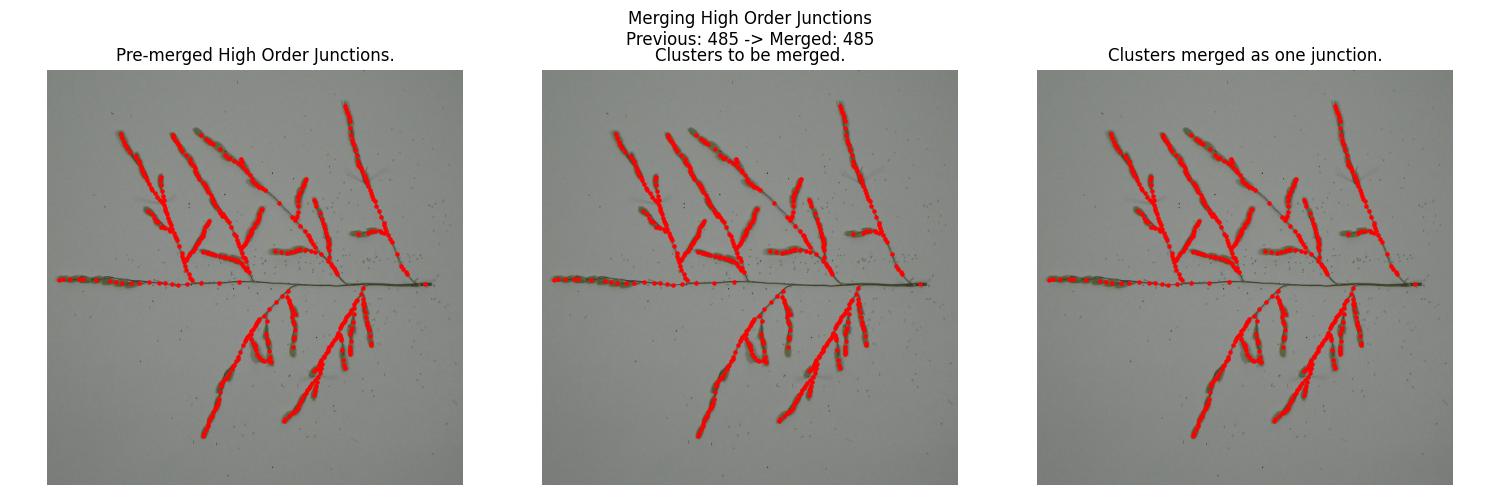 Merging High Order Junctions
Previous: 485 -> Merged: 485
Pre-merged High Order Junctions.
Clusters to be merged.
Clusters merged as one junction.